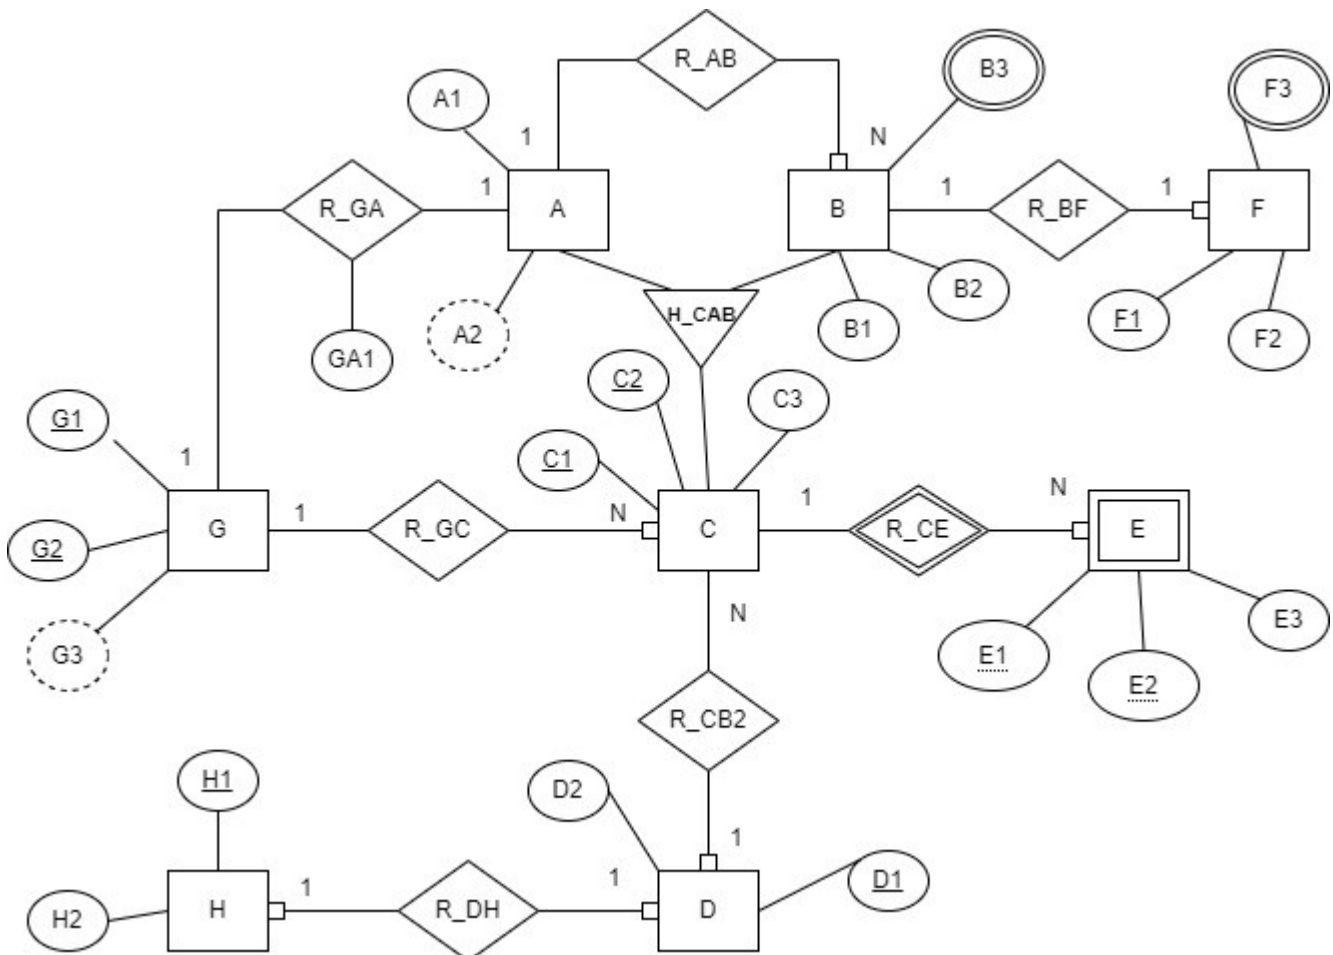 R_AB
B3
F3
A1
1
N
1
1
1
R_GA
A
B
R_BF
F
B2
H_CAB
F1
A2
B1
F2
GA1
C2
C3
G1
C1
1
1
N
1
N
G
R_GC
C
R_CE
E
G2
N
E3
G3
E1
E2
R_CB2
H1
D2
1
1
1
D1
H2
H
R_DH
D